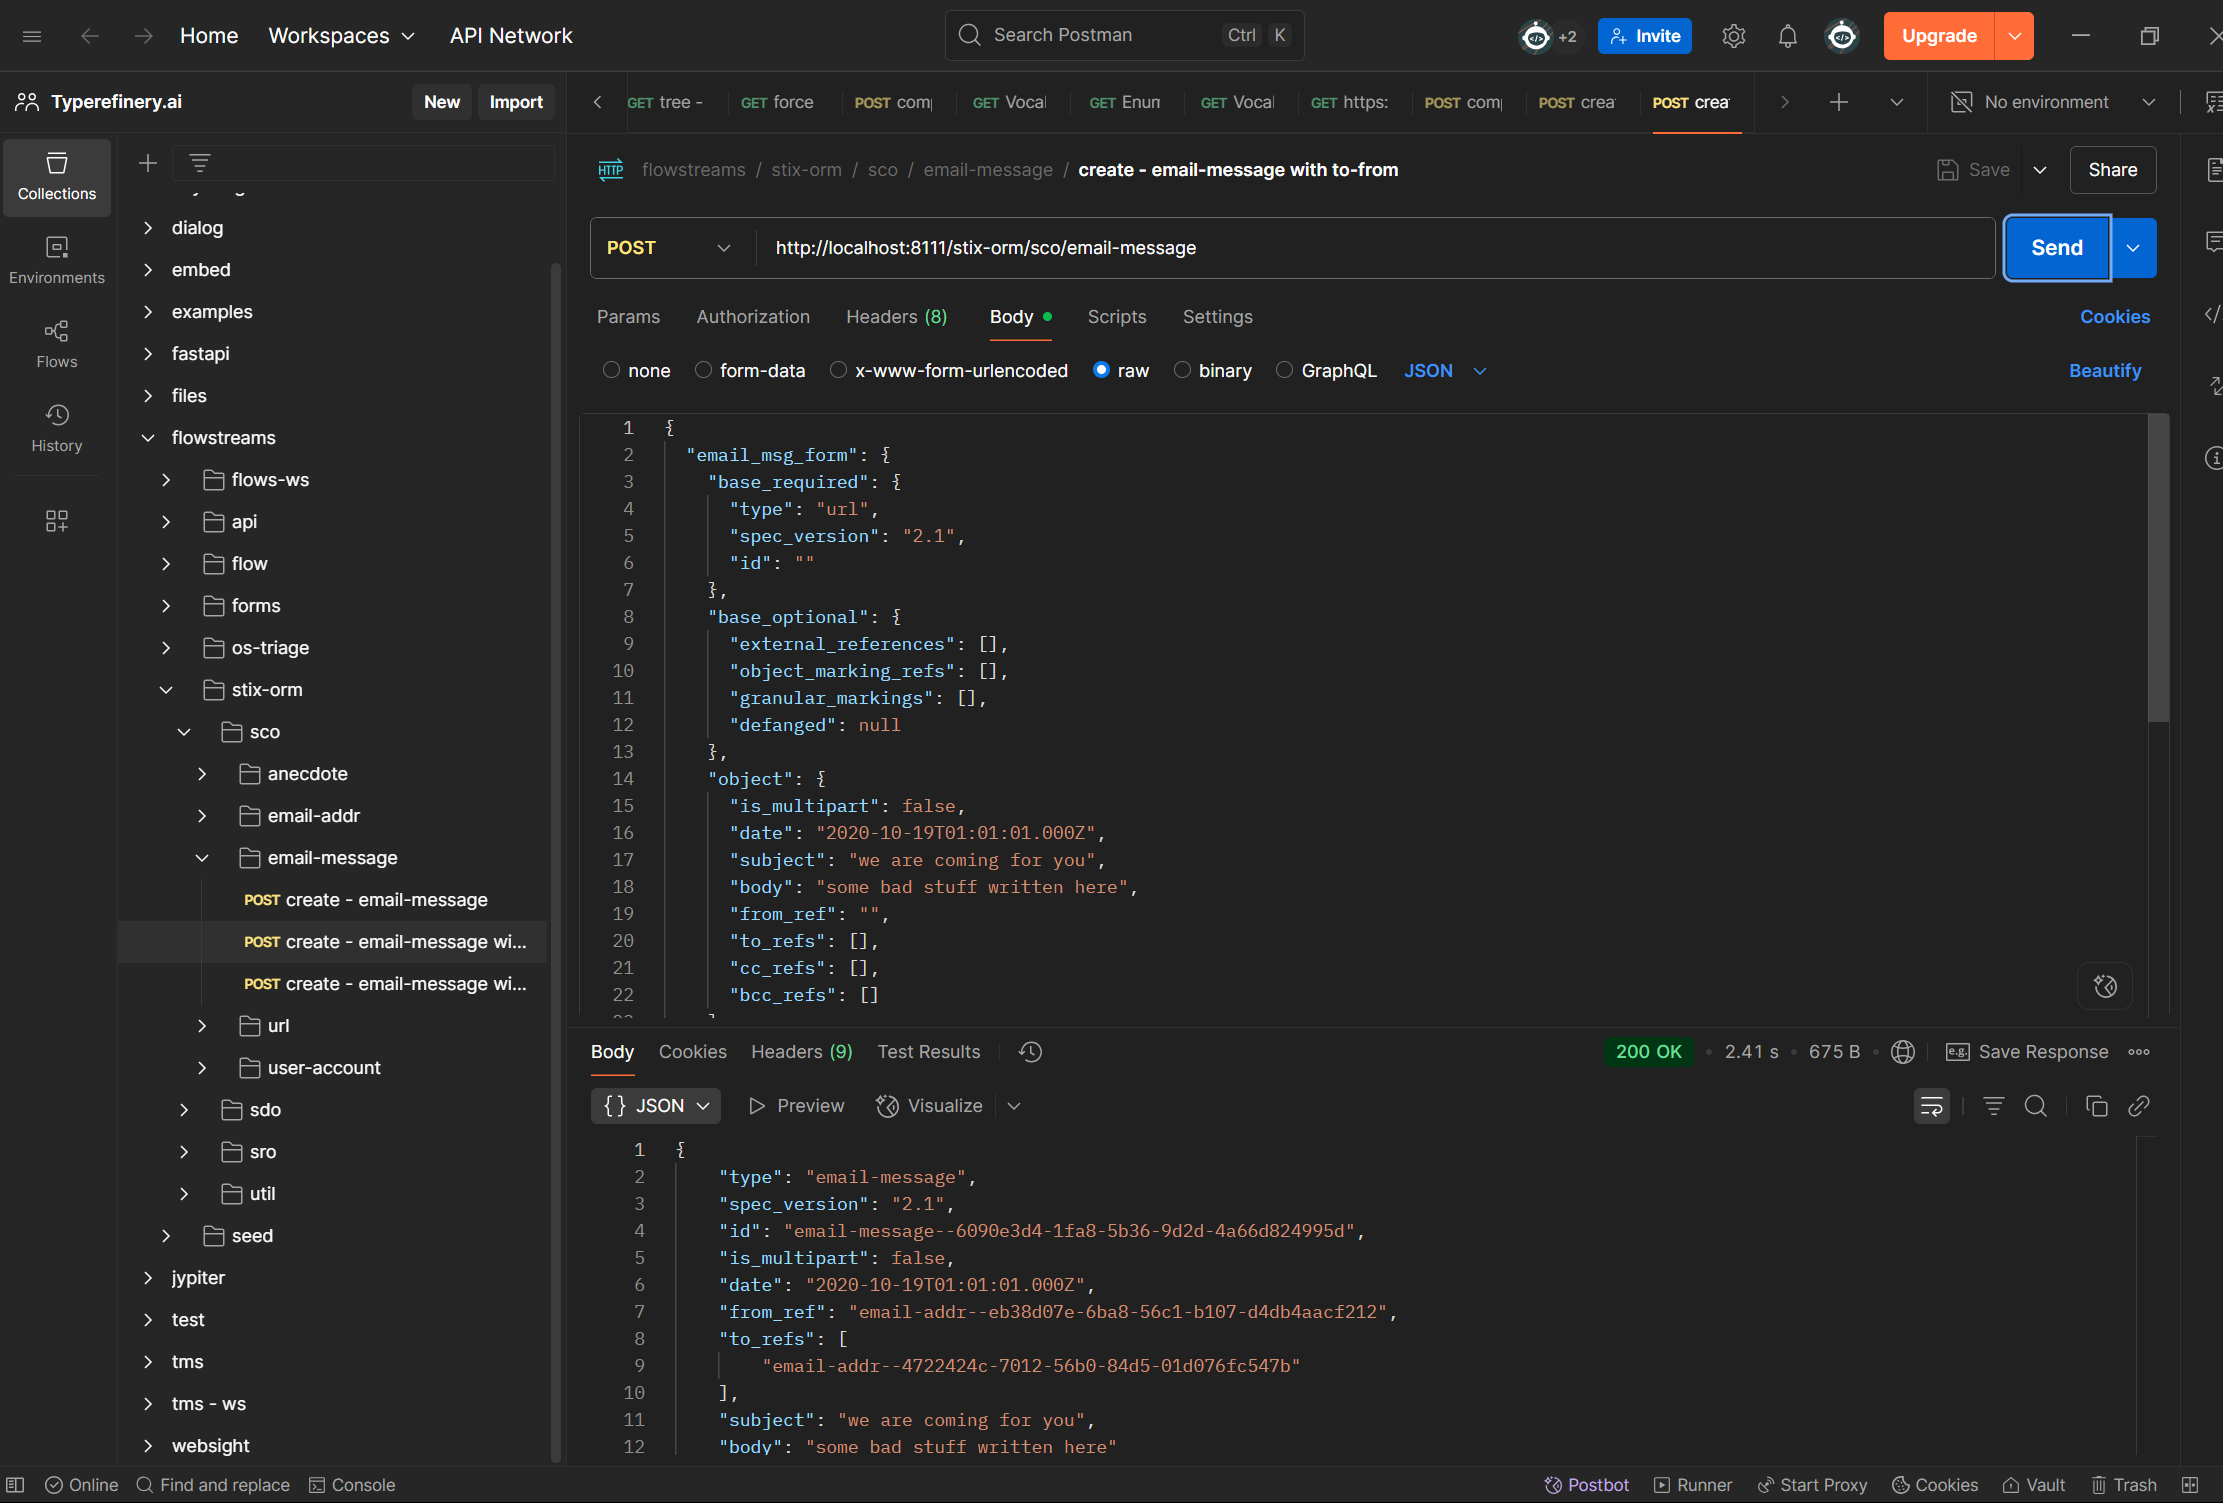 Home
Workspaces
API Network
Search Postman
Ctrl
K
+2
Invite
Upgrade
Typerefinery.ai
New
Import
GET tree -
GET force
POST com
GET Vocal
GET Enum
GET Vocal
GET https:
POST com
POST crea
POST crea
No environment
Collections
Environments
Flows
History
dialog
embed
examples
fastapi
files
flowstreams
flows-ws
api
flow
forms
os-triage
stix-orm
sco
anecdote
email-addr
email-message
POST create - email-message
POST create - email-message wi...
POST create - email-message wi...
url
user-account
sdo
sro
util
seed
jypiter
test
tms
tms - ws
websight
HTTP flowstreams / stix-orm / sco / email-message / create - email-message with to-from
Save
Share
POST
http://localhost:8111/stix-orm/sco/email-message
Send
Params
Authorization
Headers (8)
Body
Scripts
Settings
Cookies
none
form-data
x-www-form-urlencoded
raw
binary
GraphQL
JSON
Beautify
1 {
2 "email_msg_form": {
3 "base_required": {
4 "type": "url",
5 "spec_version": "2.1",
6 "id": ""
7 },
8 "base_optional": {
9 "external_references": [],
10 "object_marking_refs": [],
11 "granular_markings": [],
12 "defanged": null
13 },
14 "object": {
15 "is_multipart": false,
16 "date": "2020-10-19T01:01:01.000Z",
17 "subject": "we are coming for you",
18 "body": "some bad stuff written here",
19 "from_ref": "",
20 "to_refs": [],
21 "cc_refs": [],
22 "bcc_refs": []
Body
Cookies
Headers (9)
Test Results
200 OK
2.41 s
675 B
e.g.
Save Response
{} JSON
Preview
Visualize
1 {
2 "type": "email-message",
3 "spec_version": "2.1",
4 "id": "email-message--6090e3d4-1fa8-5b36-9d2d-4a66d824995d",
5 "is_multipart": false,
6 "date": "2020-10-19T01:01:01.000Z",
7 "from_ref": "email-addr--eb38d07e-6ba8-56c1-b107-d4db4aacf212",
8 "to_refs": [
9 "email-addr--4722424c-7012-56b0-84d5-01d076fc547b"
10 ],
11 "subject": "we are coming for you",
12 "body": "some bad stuff written here"
Online
Find and replace
Console
Postbot
Runner
Start Proxy
Cookies
Vault
Trash